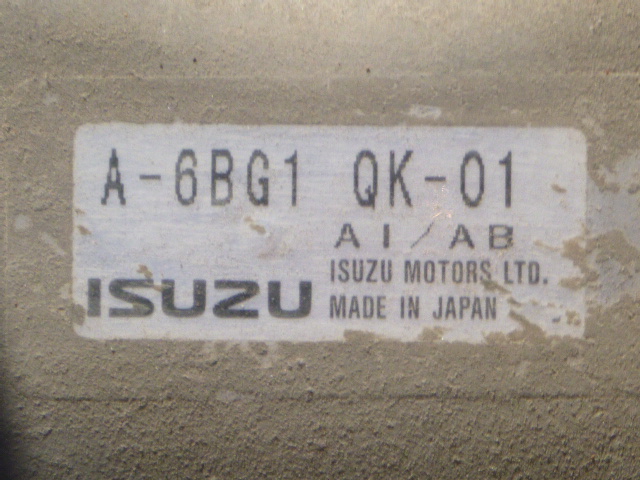 A-6BG1 QK-01
AI/AB
ISUZU MOTORS LTD.
ISUZU MADE IN JAPAN